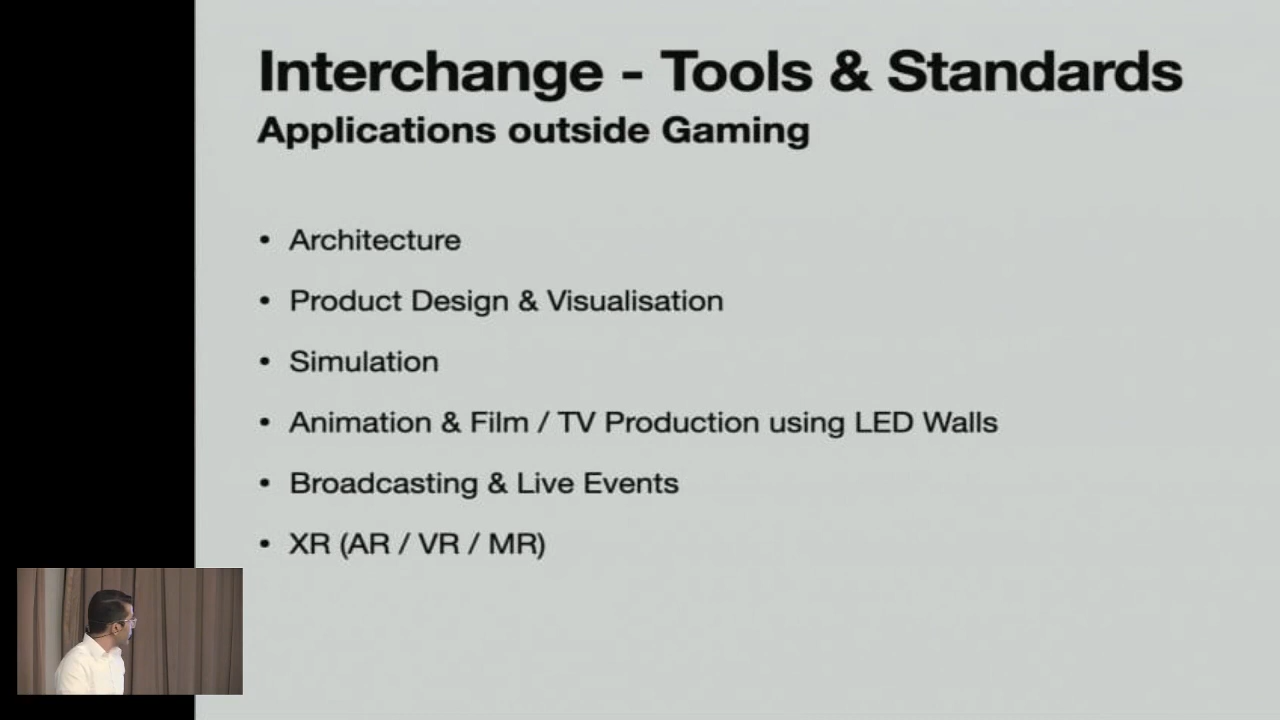 Interchange - Tools & Standards
Applications outside Gaming
• Architecture
• Product Design & Visualisation
• Simulation
• Animation & Film / TV Production using LED Walls
• Broadcasting & Live Events
• XR (AR / VR / MR)